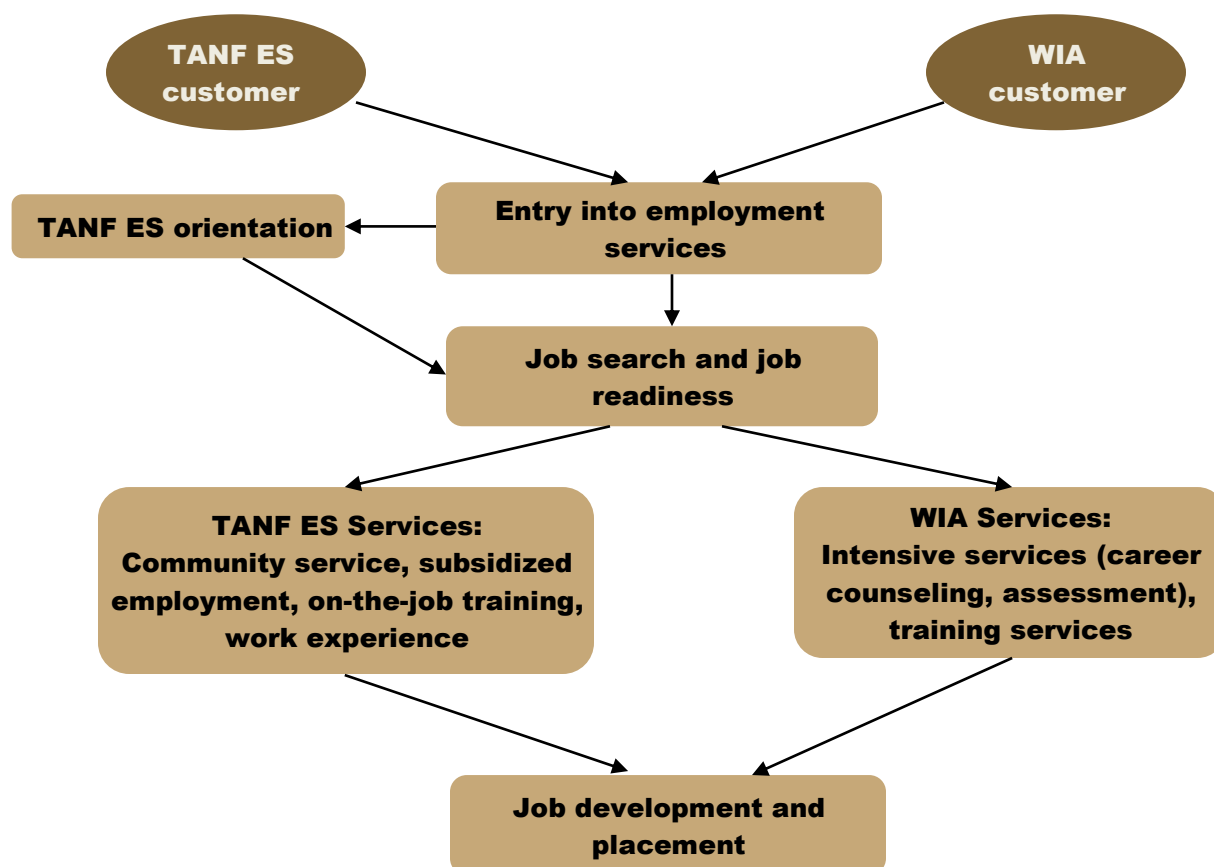 TANF ES
customer
WIA
customer
Entry into employment
services
TANF ES orientation
Job search and job
readiness
TANF ES Services:
Community service, subsidized
employment, on-the-job training,
work experience
WIA Services:
Intensive services (career
counseling, assessment),
training services
Job development and
placement